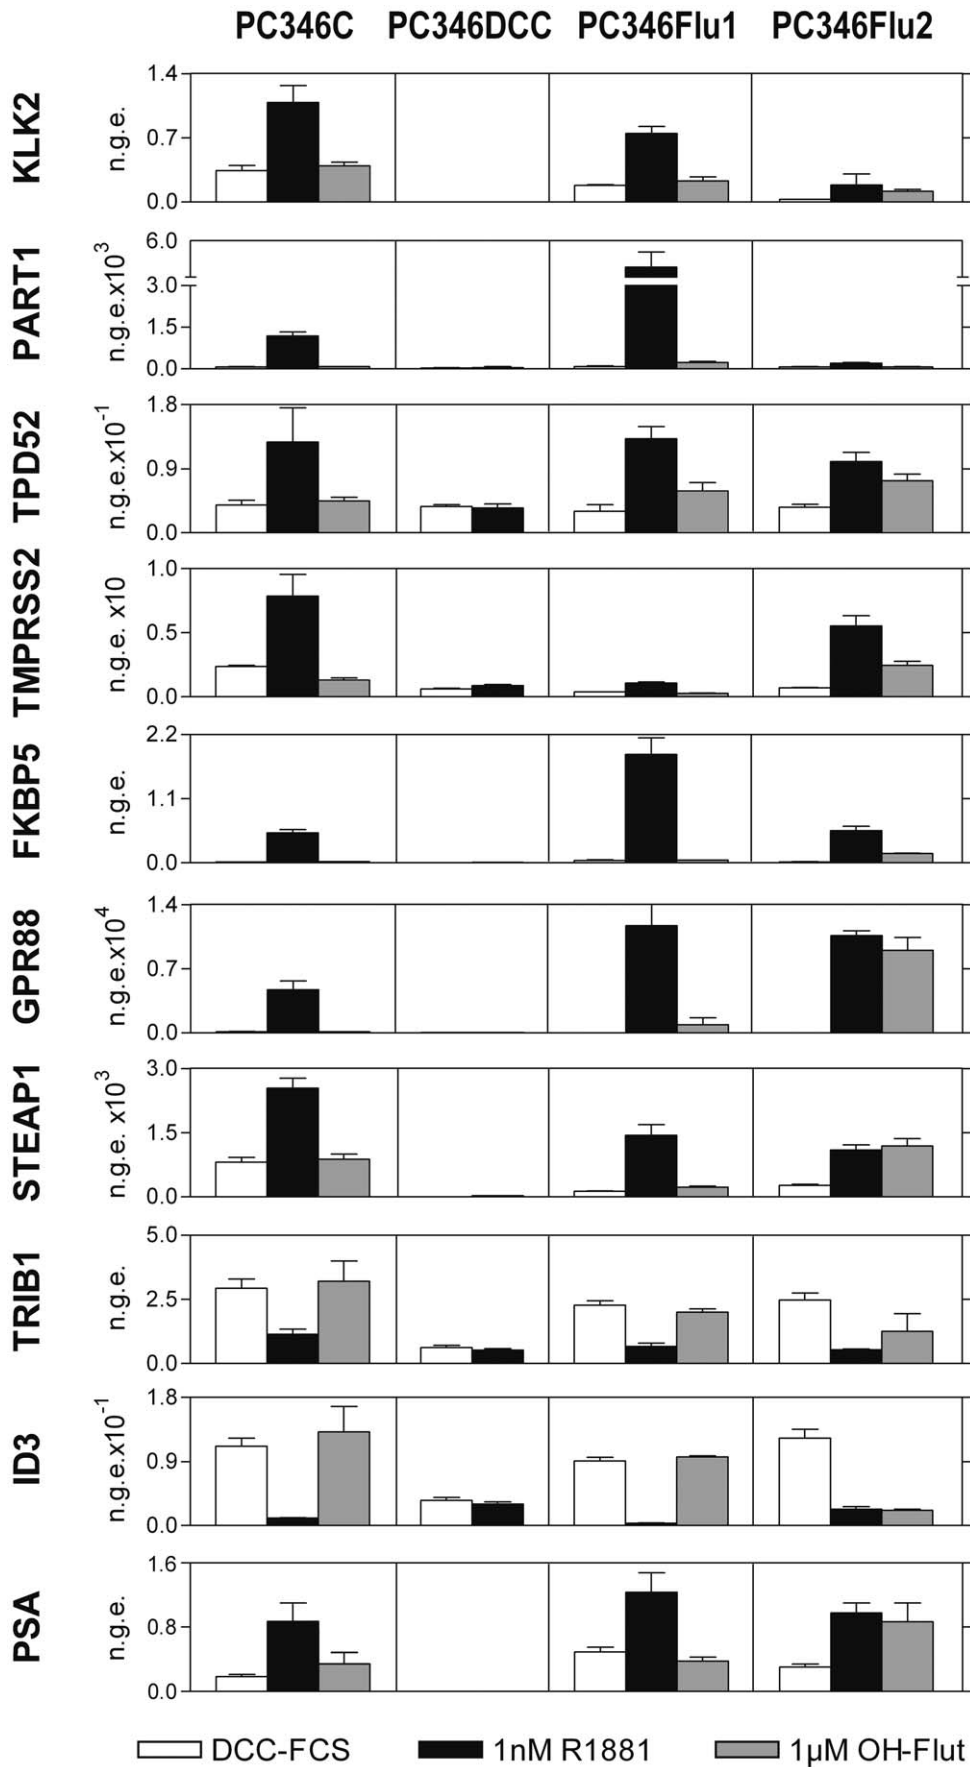 PC346C PC346DCC PC346Flu1 PC346Flu2
KLK2
n.g.e.
1.4
0.7
0.0
PART1
n.g.e.x10³
6.0
3.0
1.5
0.0
TPD52
n.g.e.x10⁻¹
1.8
0.9
0.0
TMPRSS2
n.g.e. x10
1.0
0.5
0.0
FKBP5
n.g.e.
2.2
1.1
0.0
GPR88
n.g.e.x10⁴
1.4
0.7
0.0
STEAP1
n.g.e. x10³
3.0
1.5
0.0
TRIB1
n.g.e.
5.0
2.5
0.0
ID3
n.g.e.x10⁻¹
1.8
0.9
0.0
PSA
n.g.e.
1.6
0.8
0.0
DCC-FCS 1nM R1881 1µM OH-Flut